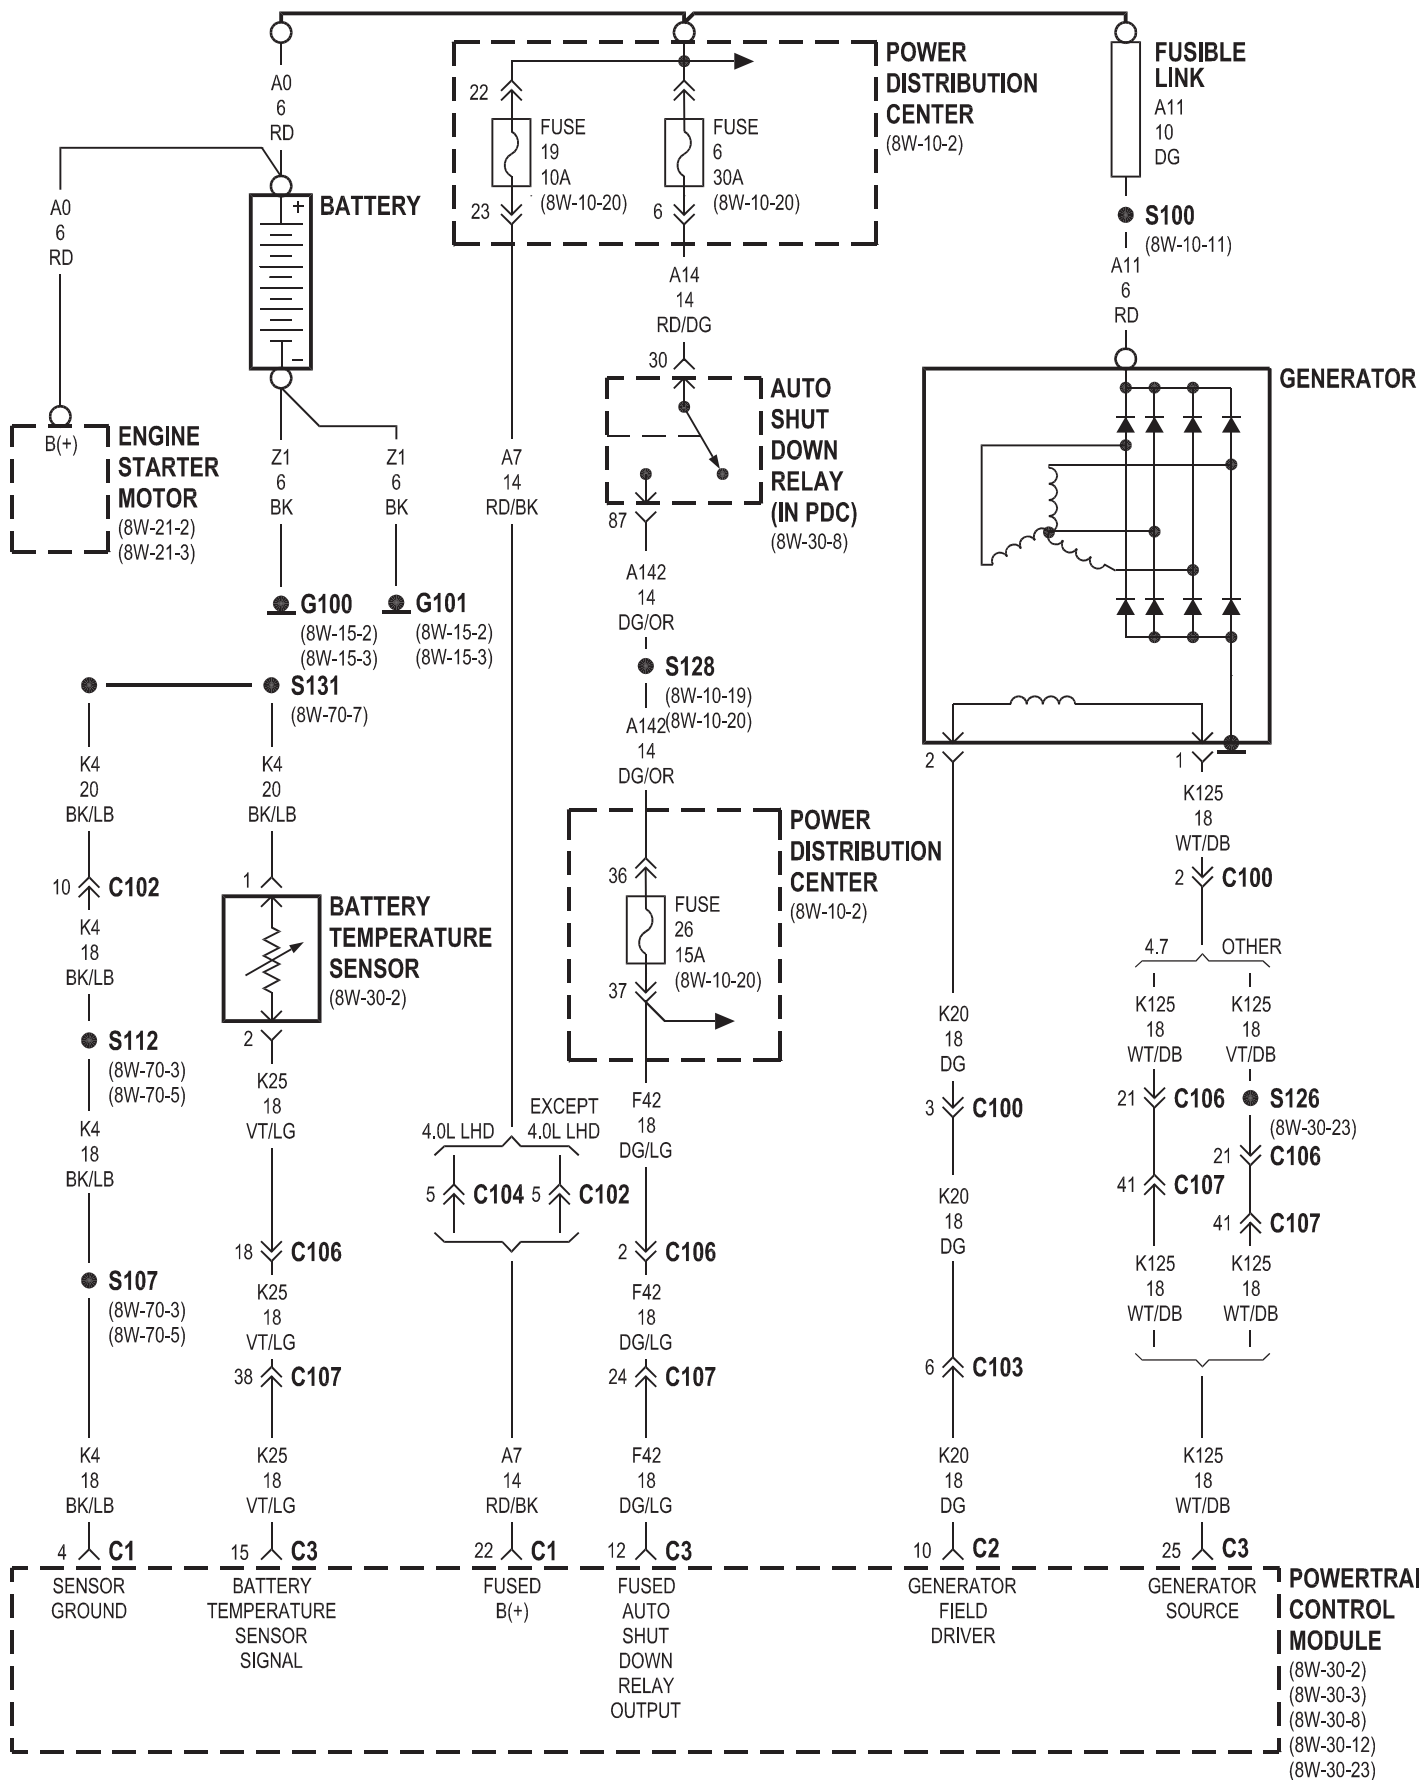 A0
6
RD
A0
6
RD
+
BATTERY
–
B(+)
ENGINE
STARTER
MOTOR
(8W-21-2)
(8W-21-3)
Z1
6
BK
Z1
6
BK
G100
(8W-15-2)
(8W-15-3)
G101
(8W-15-2)
(8W-15-3)
POWER
DISTRIBUTION
CENTER
(8W-10-2)
22
FUSE
19
10A
(8W-10-20)
23
FUSE
6
30A
(8W-10-20)
6
FUSIBLE
LINK
A11
10
DG
S100
(8W-10-11)
A11
6
RD
A14
14
RD/DG
30
AUTO
SHUT
DOWN
RELAY
(IN PDC)
(8W-30-8)
87
A7
14
RD/BK
GENERATOR
A142
14
DG/OR
S128
(8W-10-19)
(8W-10-20)
A142
14
DG/OR
S131
(8W-70-7)
K4
20
BK/LB
K4
20
BK/LB
2
1
K125
18
WT/DB
2
C100
POWER
DISTRIBUTION
CENTER
(8W-10-2)
36
FUSE
26
15A
(8W-10-20)
37
10
C102
1
BATTERY
TEMPERATURE
SENSOR
(8W-30-2)
2
K4
18
BK/LB
S112
(8W-70-3)
(8W-70-5)
K4
18
BK/LB
K25
18
VT/LG
4.7
OTHER
K125
18
WT/DB
K125
18
VT/DB
K20
18
DG
3
C100
21
C106
S126
(8W-30-23)
21
C106
41
C107
41
C107
4.0L LHD
EXCEPT
4.0L LHD
5
C104
5
C102
F42
18
DG/LG
K20
18
DG
S107
(8W-70-3)
(8W-70-5)
18
C106
K25
18
VT/LG
38
C107
2
C106
F42
18
DG/LG
24
C107
6
C103
K125
18
WT/DB
K125
18
WT/DB
K4
18
BK/LB
K25
18
VT/LG
A7
14
RD/BK
F42
18
DG/LG
K20
18
DG
K125
18
WT/DB
4
C1
15
C3
22
C1
12
C3
10
C2
25
C3
SENSOR
GROUND
BATTERY
TEMPERATURE
SENSOR
SIGNAL
FUSED
B(+)
FUSED
AUTO
SHUT
DOWN
RELAY
OUTPUT
GENERATOR
FIELD
DRIVER
GENERATOR
SOURCE
POWERTRAI
CONTROL
MODULE
(8W-30-2)
(8W-30-3)
(8W-30-8)
(8W-30-12)
(8W-30-23)